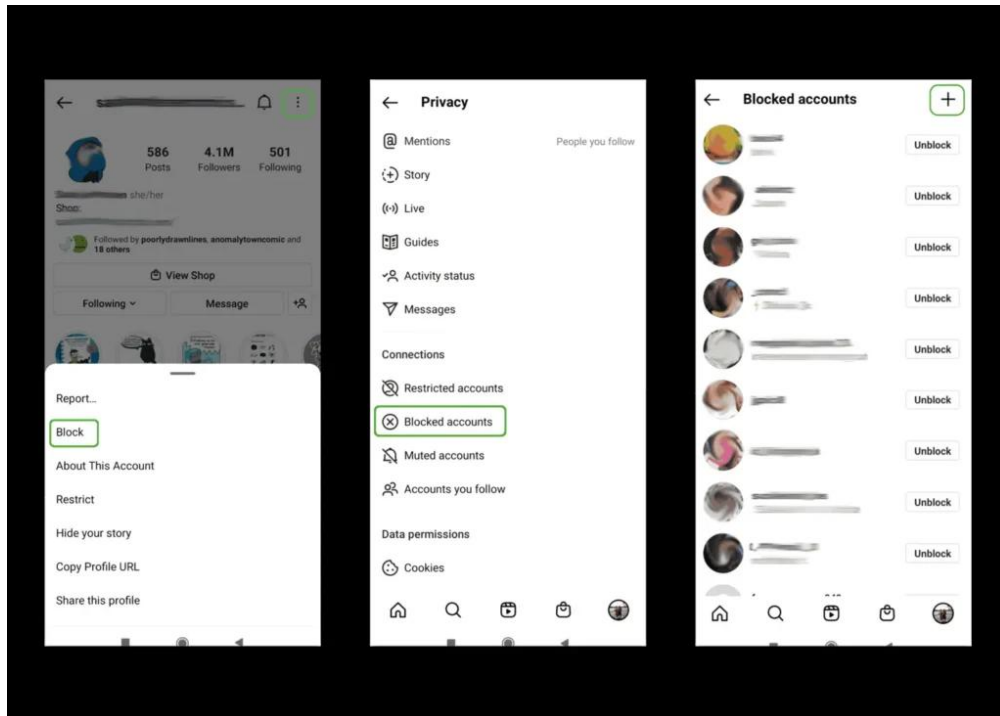 586 4.1M 501
Posts Followers Following
she/her
Shop:
Followed by poorlydrawnlines, anomalytowncomic and
18 others
View Shop
Following Message
Report...
Block
About This Account
Restrict
Hide your story
Copy Profile URL
Share this profile
Privacy
Mentions People you follow
Story
Live
Guides
Activity status
Messages
Connections
Restricted accounts
Blocked accounts
Muted accounts
Accounts you follow
Data permissions
Cookies
Blocked accounts
Unblock
Unblock
Unblock
Unblock
Unblock
Unblock
Unblock
Unblock
Unblock